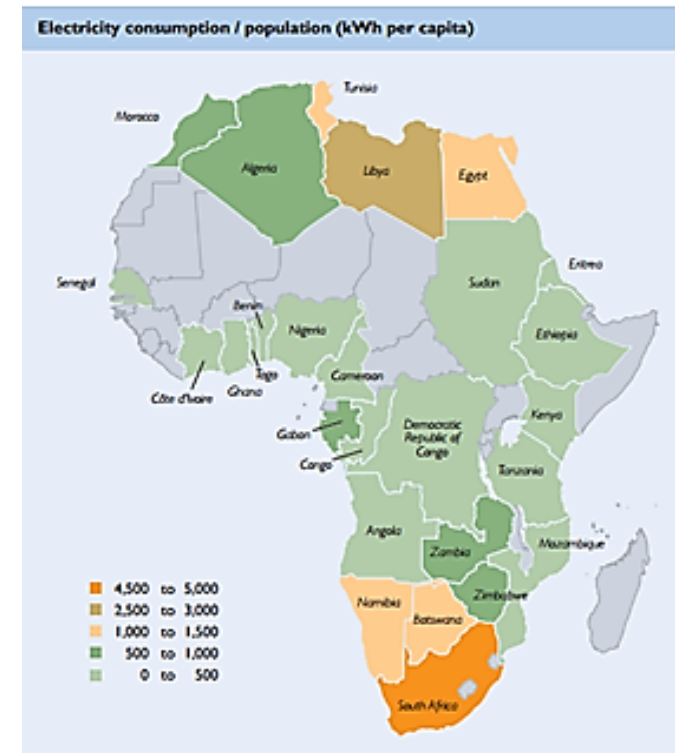 Electricity consumption / population (kWh per capita)
Tunisia
Morocco
Algeria
Libya
Egypt
Senegal
Sudan
Eritrea
Benin
Nigeria
Ethiopia
Togo
Côte d'Ivoire
Ghana
Cameroon
Gabon
Congo
Democratic
Republic of
Congo
Kenya
Tanzania
Angola
Zambia
Mozambique
Zimbabwe
Namibia
Botswana
South Africa
4,500 to 5,000
2,500 to 3,000
1,000 to 1,500
500 to 1,000
0 to 500